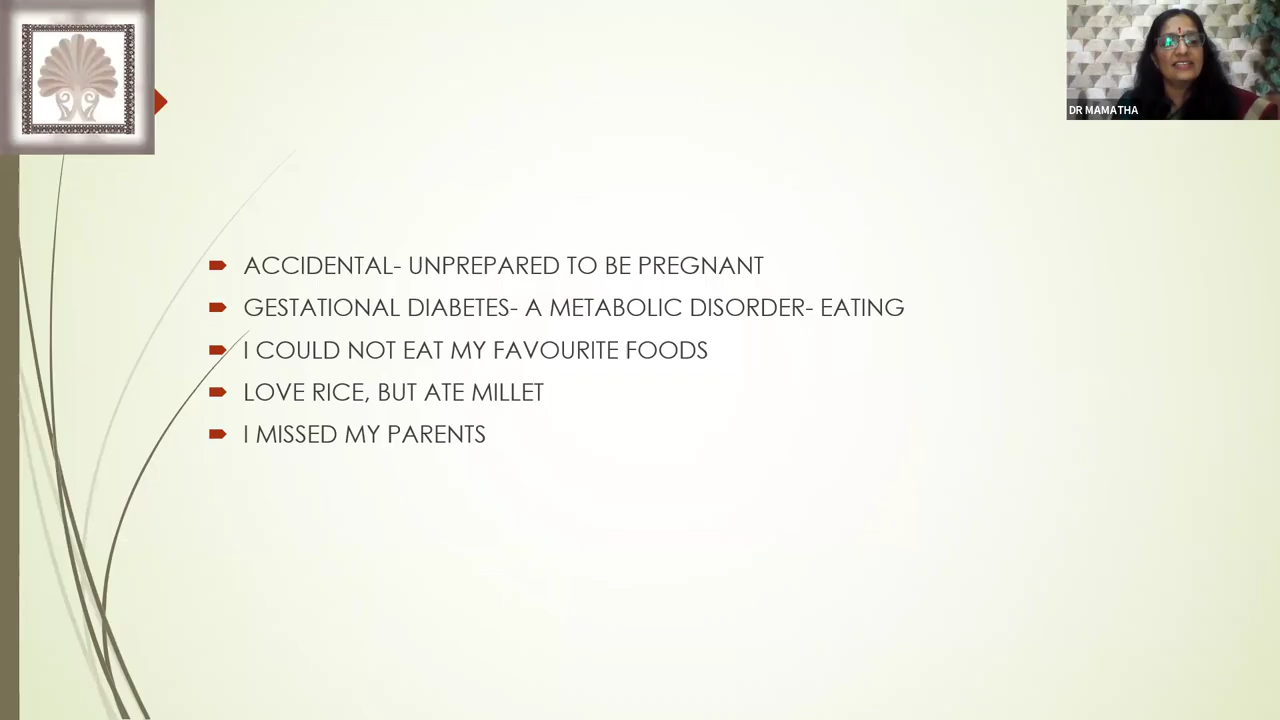 DR MAMATHA
ACCIDENTAL- UNPREPARED TO BE PREGNANT
GESTATIONAL DIABETES- A METABOLIC DISORDER- EATING
I COULD NOT EAT MY FAVOURITE FOODS
LOVE RICE, BUT ATE MILLET
I MISSED MY PARENTS